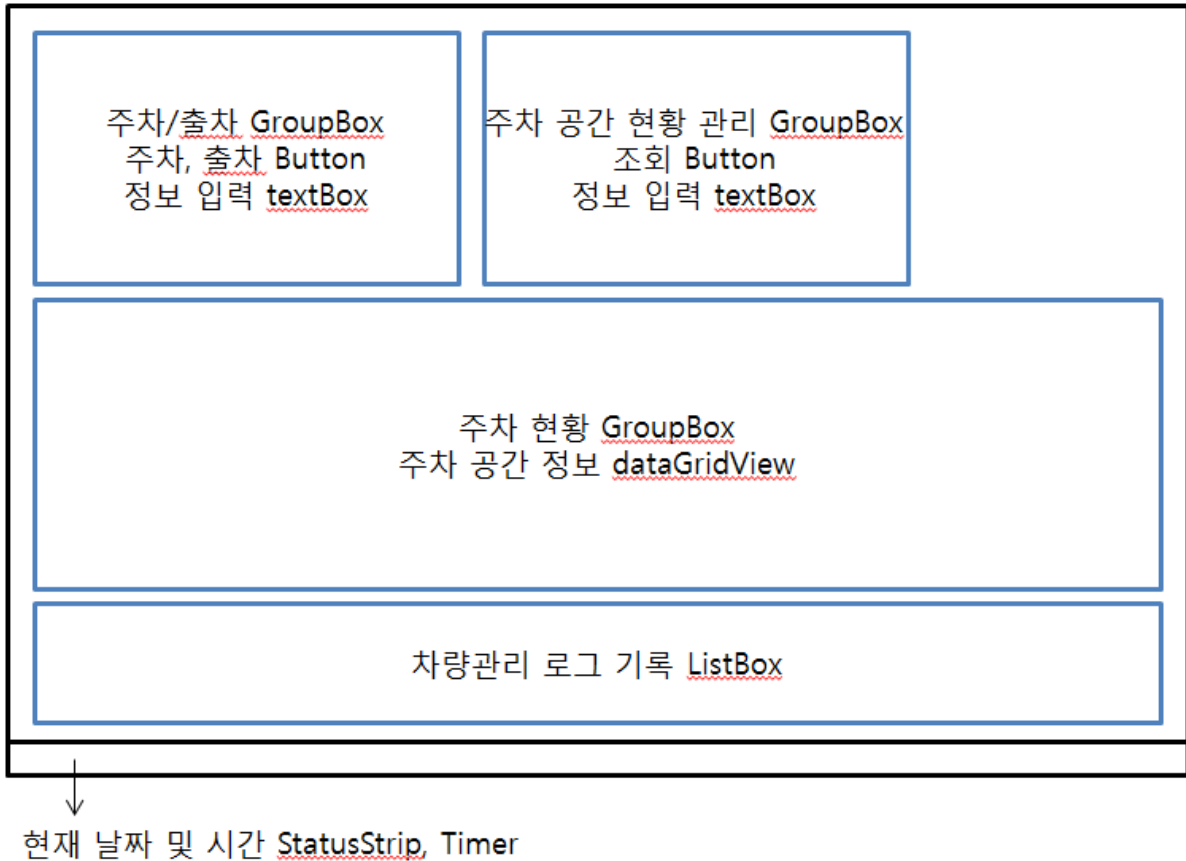 주차/출차 GroupBox
주차, 출차 Button
정보 입력 textBox
주차 공간 현황 관리 GroupBox
조회 Button
정보 입력 textBox
주차 현황 GroupBox
주차 공간 정보 dataGridView
차량관리 로그 기록 ListBox
현재 날짜 및 시간 StatusStrip, Timer